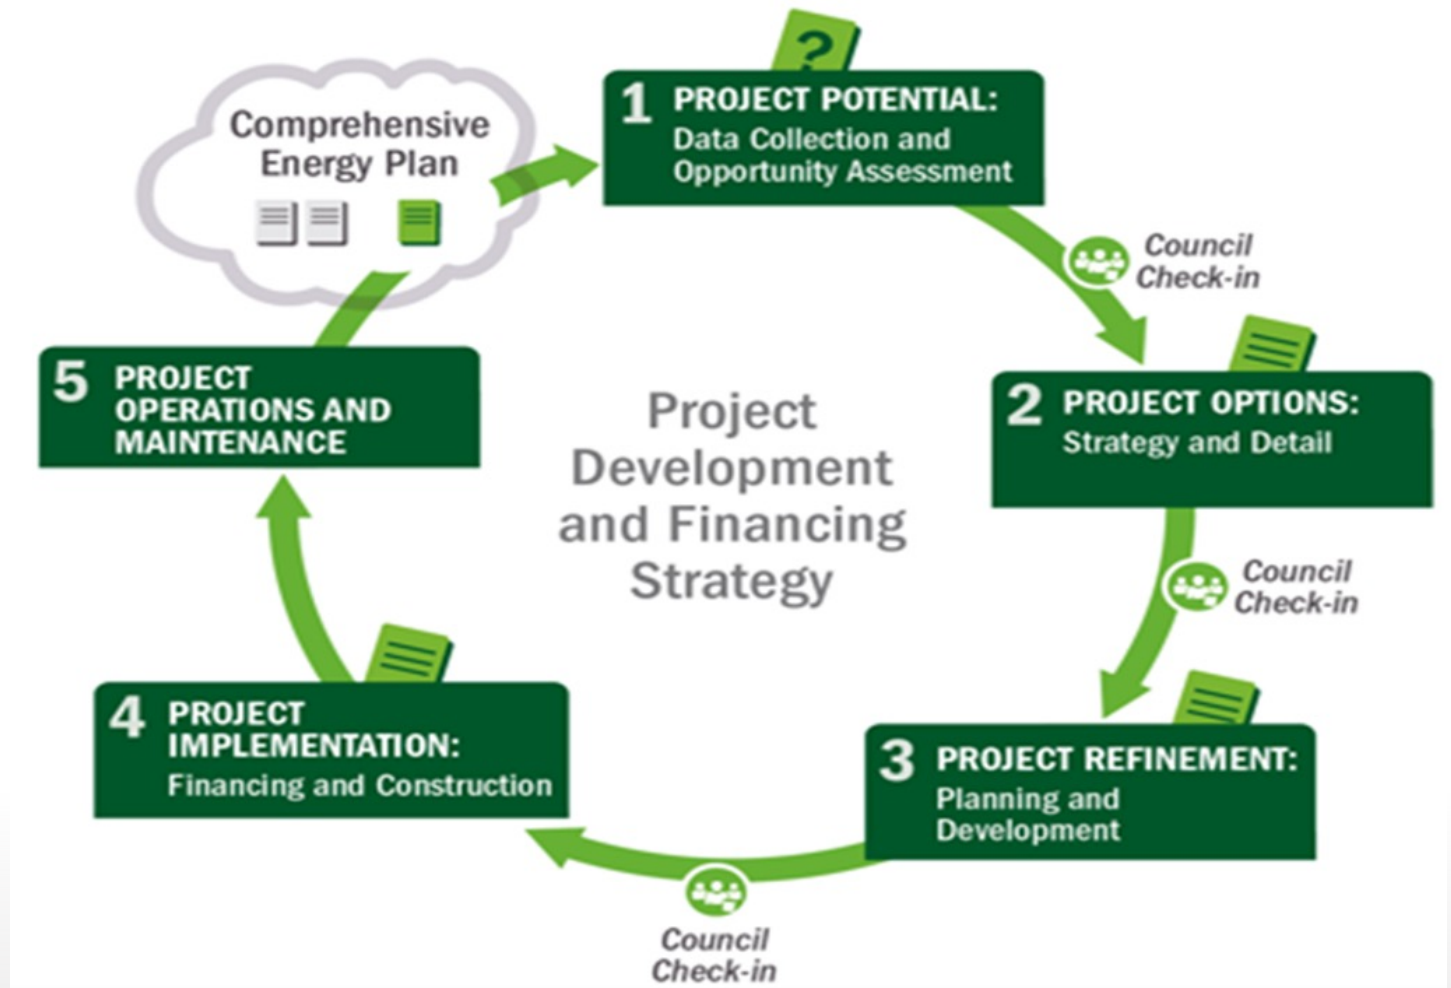 Comprehensive
Energy Plan
?
1 PROJECT POTENTIAL:
Data Collection and
Opportunity Assessment
Council
Check-in
2 PROJECT OPTIONS:
Strategy and Detail
Council
Check-in
3 PROJECT REFINEMENT:
Planning and
Development
Council
Check-in
4 PROJECT
IMPLEMENTATION:
Financing and Construction
5 PROJECT
OPERATIONS AND
MAINTENANCE
Project
Development
and Financing
Strategy